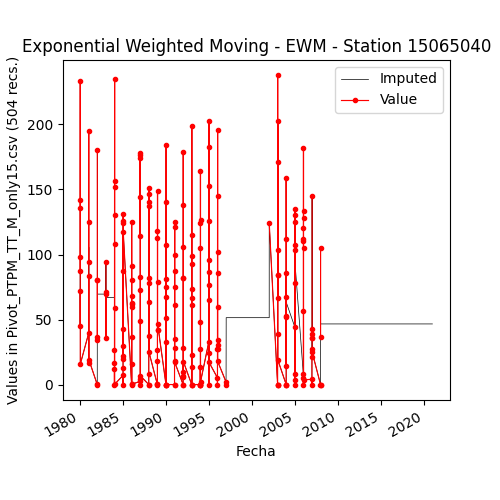 Exponential Weighted Moving - EWM - Station 15065040
Imputed
Value
Values in Pivot_PTPM_TT_M_only15.csv (504 recs.)
200
150
100
50
0
1980
1985
1990
1995
2000
2005
2010
2015
2020
Fecha